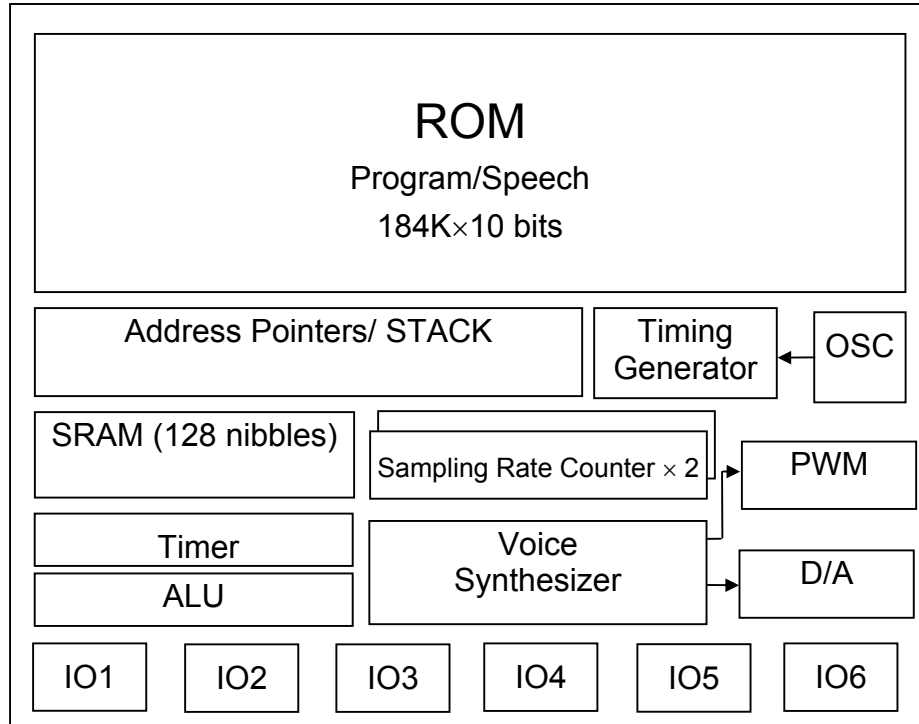 ROM
Program/Speech
184K×10 bits
Address Pointers/ STACK
Timing
Generator
OSC
SRAM (128 nibbles)
Sampling Rate Counter × 2
PWM
Timer
Voice
Synthesizer
D/A
ALU
IO1
IO2
IO3
IO4
IO5
IO6